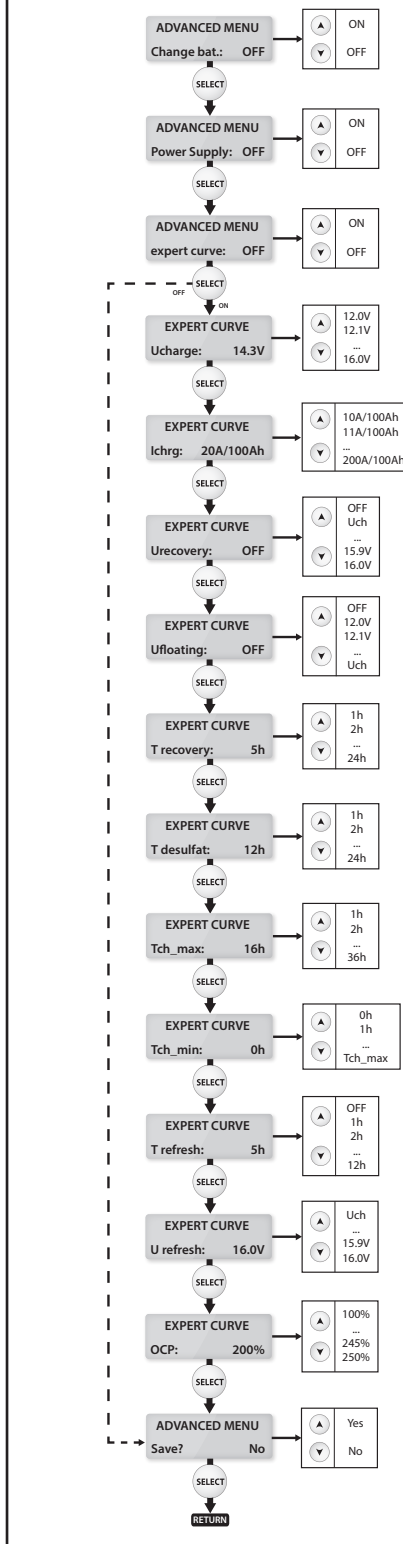 ADVANCED MENU
Change bat.: OFF
ON
OFF
SELECT
ADVANCED MENU
Power Supply: OFF
ON
OFF
SELECT
ADVANCED MENU
expert curve: OFF
ON
OFF
SELECT
OFF
ON
EXPERT CURVE
Ucharge: 14.3V
12.0V
12.1V
...
16.0V
SELECT
EXPERT CURVE
Ichrg: 20A/100Ah
10A/100Ah
11A/100Ah
...
200A/100Ah
SELECT
EXPERT CURVE
Urecovery: OFF
OFF
Uch
...
15.9V
16.0V
SELECT
EXPERT CURVE
Ufloating: OFF
OFF
12.0V
12.1V
...
Uch
SELECT
EXPERT CURVE
T recovery: 5h
1h
2h
...
24h
SELECT
EXPERT CURVE
T desulfat: 12h
1h
2h
...
24h
SELECT
EXPERT CURVE
Tch_max: 16h
1h
2h
...
36h
SELECT
EXPERT CURVE
Tch_min: 0h
0h
1h
...
Tch_max
SELECT
EXPERT CURVE
T refresh: 5h
OFF
1h
2h
...
12h
SELECT
EXPERT CURVE
U refresh: 16.0V
Uch
...
15.9V
16.0V
SELECT
EXPERT CURVE
OCP: 200%
100%
...
245%
250%
SELECT
ADVANCED MENU
Save? No
Yes
No
SELECT
RETURN